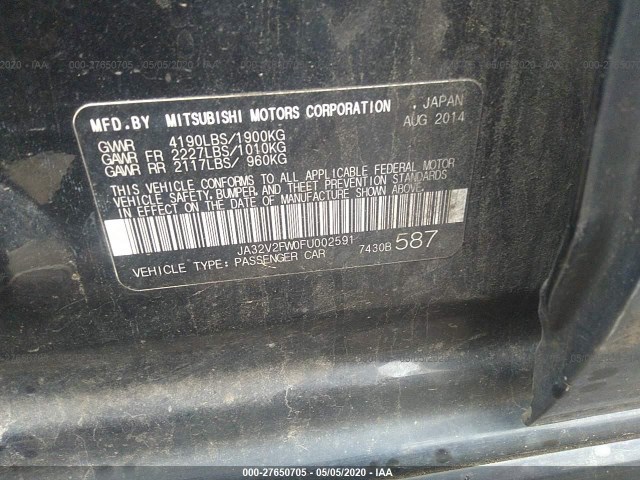 000-27650705 - 05/05/2020 - IAA
MFD.BY MITSUBISHI MOTORS CORPORATION , JAPAN
AUG 2014
GVWR 4190LBS/1900KG
GAWR FR 2227LBS/1010KG
GAWR RR 2117LBS/ 960KG
THIS VEHICLE CONFORMS TO ALL APPLICABLE FEDERAL MOTOR
VEHICLE SAFETY, BUMPER, AND THEFT PREVENTION STANDARDS
IN EFFECT ON THE DATE OF MANUFACTURE SHOWN ABOVE.
JA32V2FW0FU002591
VEHICLE TYPE: PASSENGER CAR 7430B 587
000-27650705 - 05/05/2020 - IAA